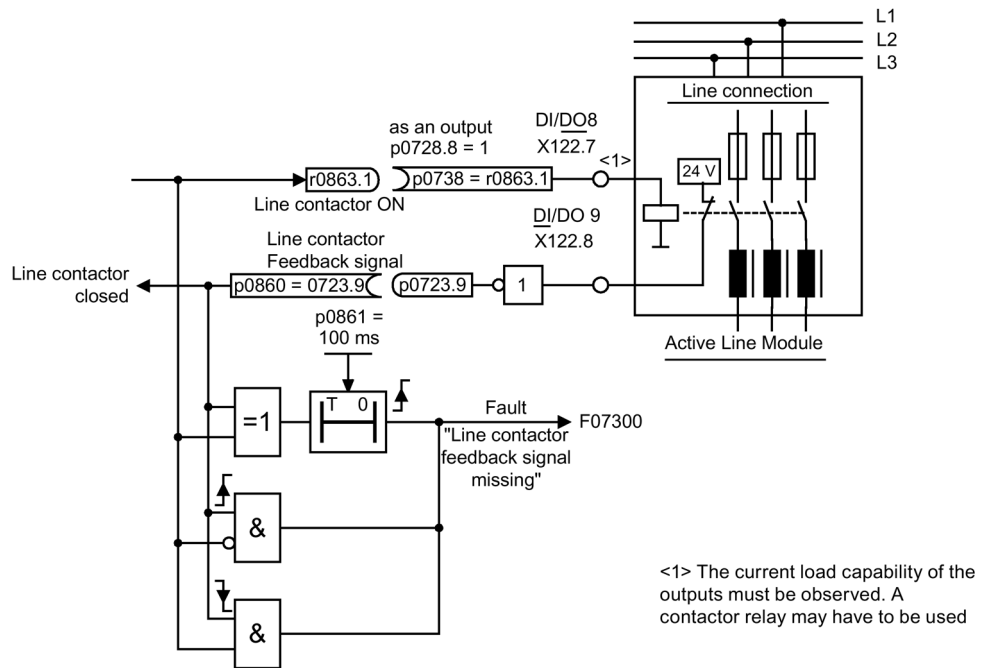 L1
L2
L3
Line connection
as an output
p0728.8 = 1
DI/DO8
X122.7
<1>
24 V
r0863.1
p0738 = r0863.1
Line contactor ON
DI/DO 9
X122.8
Line contactor
Feedback signal
Line contactor
closed
p0860 = 0723.9
p0723.9
1
p0861 =
100 ms
Active Line Module
=1
T 0
Fault
"Line contactor
feedback signal
missing"
F07300
&
&
<1> The current load capability of the
outputs must be observed. A
contactor relay may have to be used